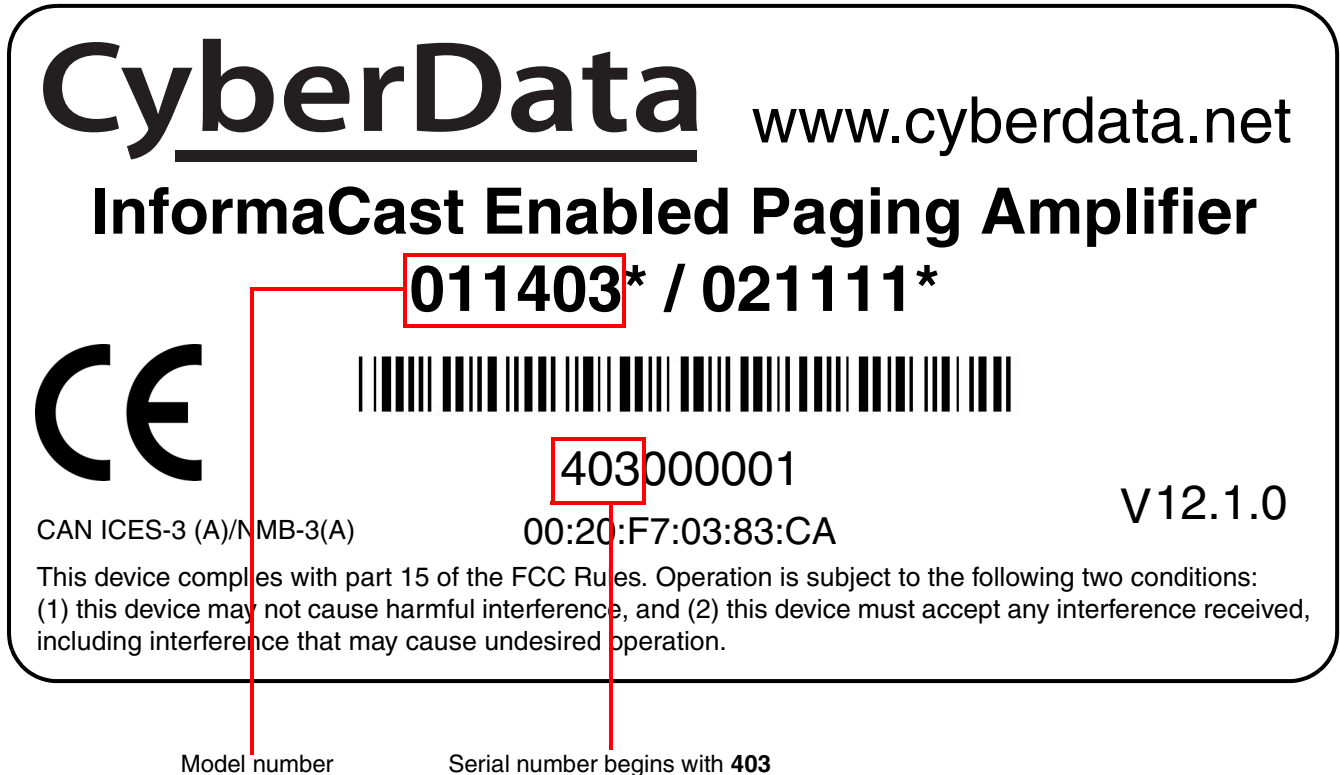 CyberData www.cyberdata.net
InformaCast Enabled Paging Amplifier
011403* / 021111*
CE
403000001
V12.1.0
CAN ICES-3 (A)/NMB-3(A) 00:20:F7:03:83:CA
This device complies with part 15 of the FCC Rules. Operation is subject to the following two conditions:
(1) this device may not cause harmful interference, and (2) this device must accept any interference received,
including interference that may cause undesired operation.
Model number Serial number begins with 403